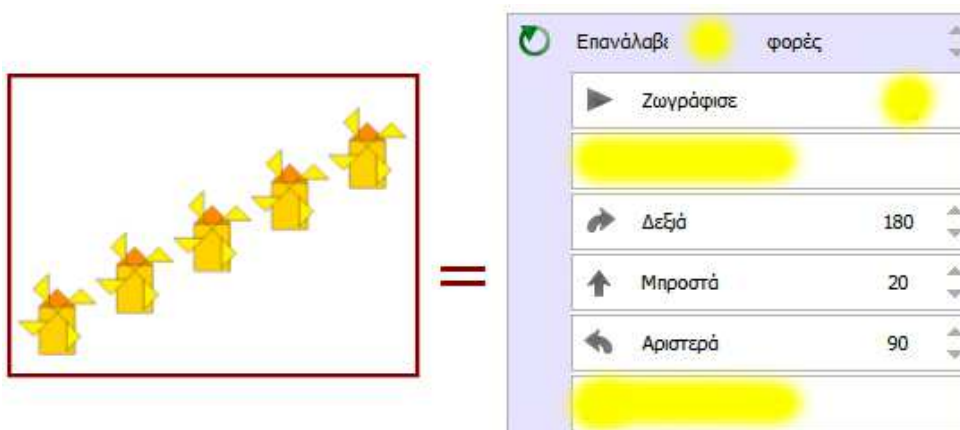 Επανάλαβε φορές
Ζωγράφισε
Δεξιά 180
Μπροστά 20
Αριστερά 90